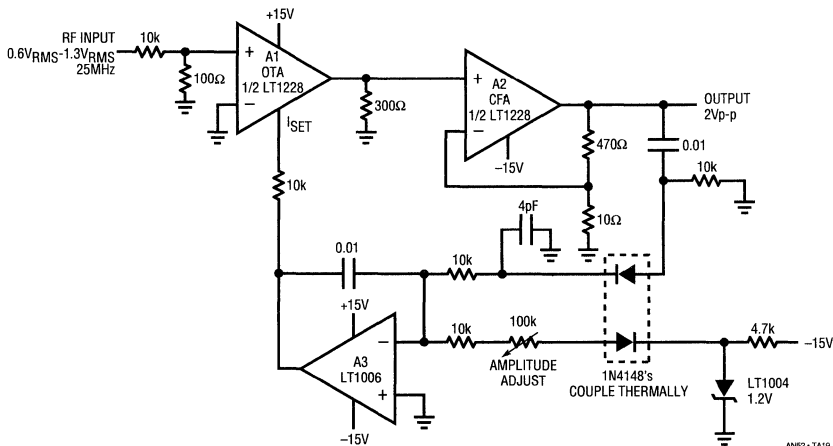 +15V
RF INPUT
0.6VRMS-1.3VRMS
25MHz
10k
100Ω
+
−
A1
OTA
1/2 LT1228
ISET
300Ω
+
−
A2
CFA
1/2 LT1228
−15V
OUTPUT
2Vp-p
470Ω
0.01
10k
10Ω
10k
4pF
0.01
10k
+15V
−
+
A3
LT1006
−15V
10k
100k
AMPLITUDE
ADJUST
1N4148's
COUPLE THERMALLY
4.7k
−15V
LT1004
1.2V
AN52 • TA19